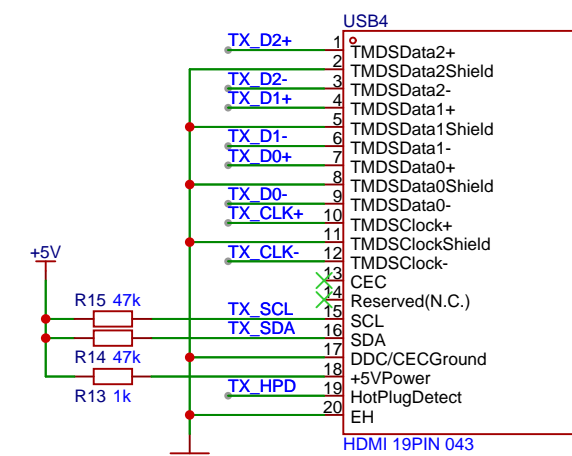 USB4
TX_D2+ 1 TMDSData2+
2 TMDSData2Shield
TX_D2- 3 TMDSData2-
TX_D1+ 4 TMDSData1+
5 TMDSData1Shield
TX_D1- 6 TMDSData1-
TX_D0+ 7 TMDSData0+
8 TMDSData0Shield
TX_D0- 9 TMDSData0-
TX_CLK+ 10 TMDSClock+
11 TMDSClockShield
TX_CLK- 12 TMDSClock-
+5V
13 CEC
14 Reserved(N.C.)
R15 47k TX_SCL 15 SCL
TX_SDA 16 SDA
R14 47k 17 DDC/CECGround
18 +5VPower
R13 1k TX_HPD 19 HotPlugDetect
20 EH
HDMI 19PIN 043